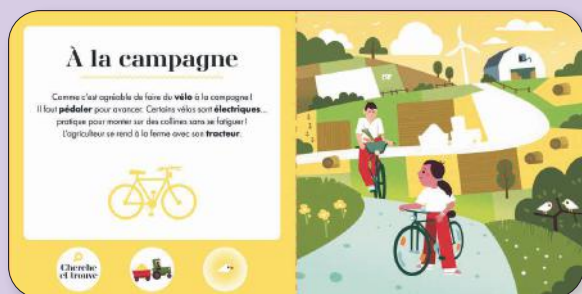 À la campagne
Comme c'est agréable de faire du vélo à la campagne !
Il faut pédaler pour avancer. Certains vélos sont électriques...
pratique pour monter sur des collines sans se fatiguer !
L'agriculteur se rend à la ferme avec son tracteur.
Cherche
et trouve